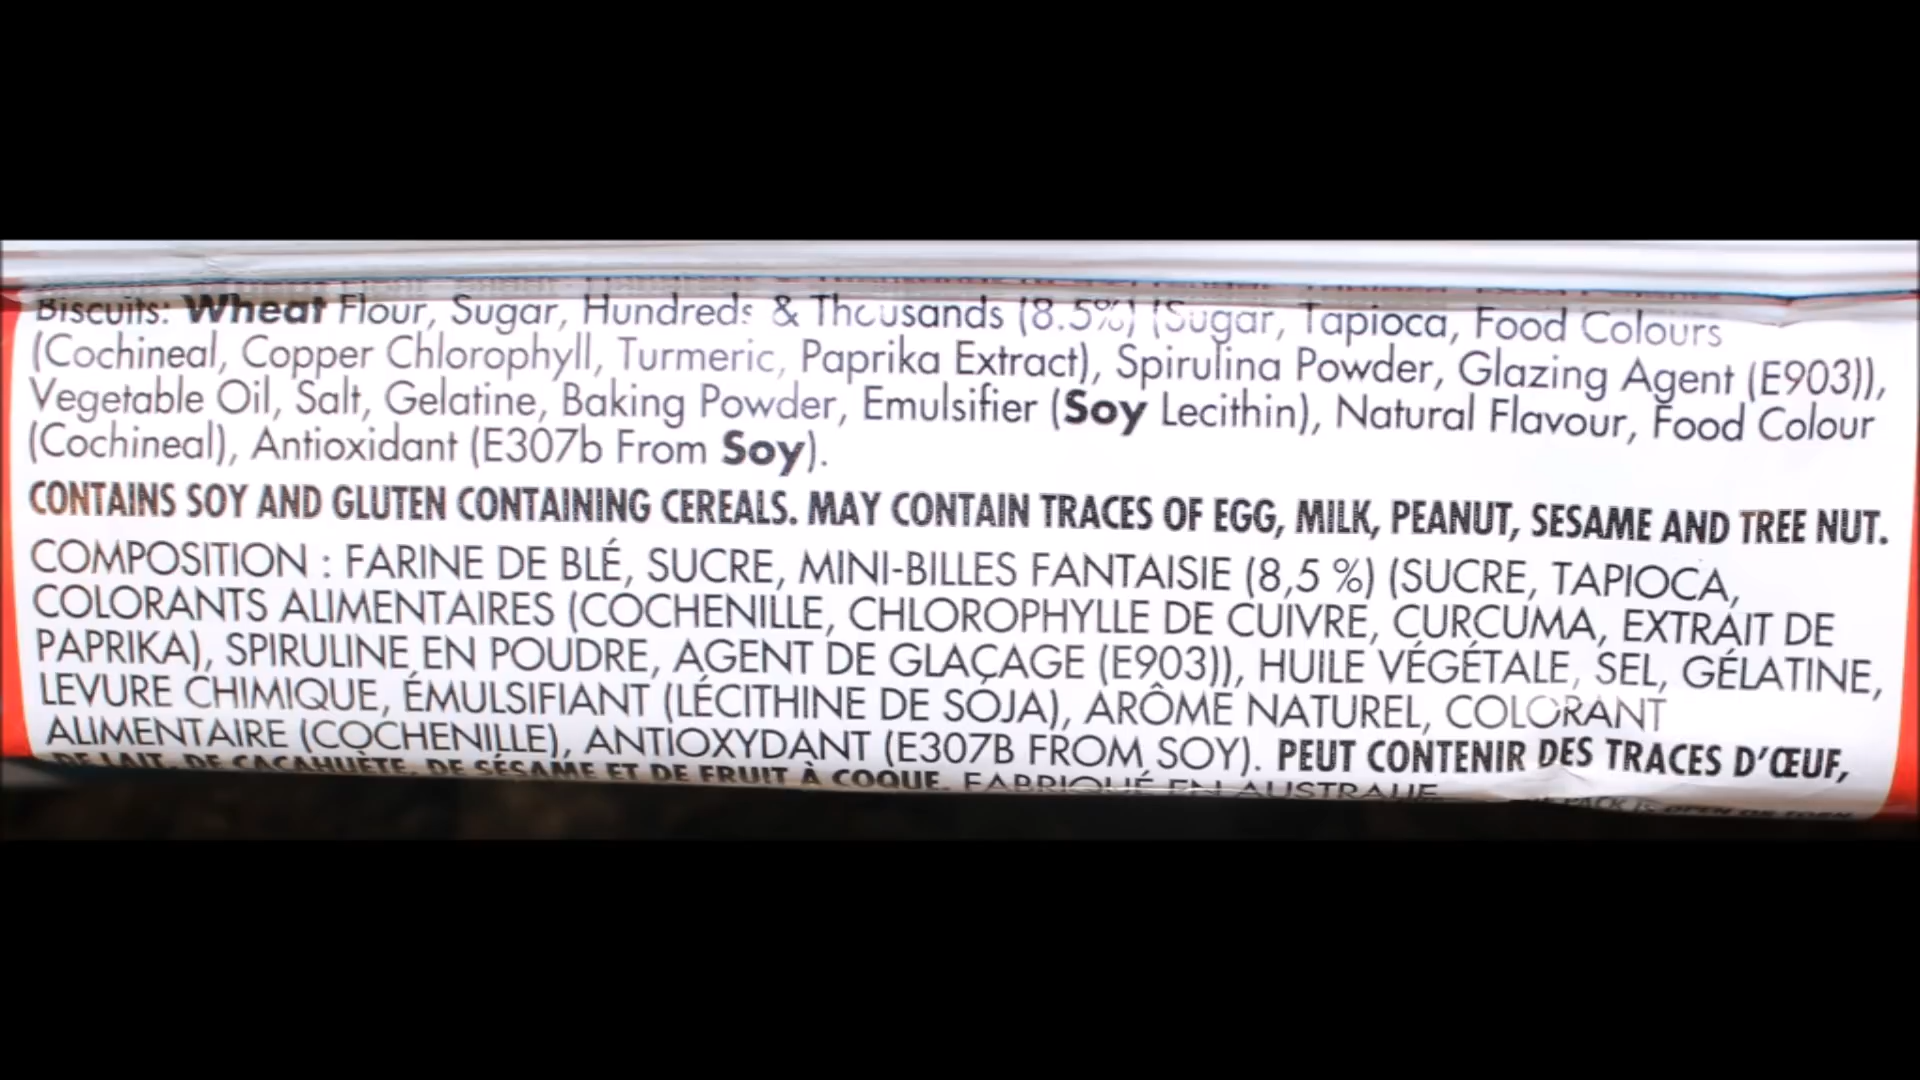 Biscuits: Wheat Flour, Sugar, Hundreds & Thousands (8.5%) (Sugar, Tapioca, Food Colours
(Cochineal, Copper Chlorophyll, Turmeric, Paprika Extract), Spirulina Powder, Glazing Agent (E903)),
Vegetable Oil, Salt, Gelatine, Baking Powder, Emulsifier (Soy Lecithin), Natural Flavour, Food Colour
(Cochineal), Antioxidant (E307b From Soy).
CONTAINS SOY AND GLUTEN CONTAINING CEREALS. MAY CONTAIN TRACES OF EGG, MILK, PEANUT, SESAME AND TREE NUT.
COMPOSITION : FARINE DE BLÉ, SUCRE, MINI-BILLES FANTAISIE (8,5 %) (SUCRE, TAPIOCA,
COLORANTS ALIMENTAIRES (COCHENILLE, CHLOROPHYLLE DE CUIVRE, CURCUMA, EXTRAIT DE
PAPRIKA), SPIRULINE EN POUDRE, AGENT DE GLAÇAGE (E903)), HUILE VÉGÉTALE, SEL, GÉLATINE,
LEVURE CHIMIQUE, ÉMULSIFIANT (LÉCITHINE DE SOJA), ARÔME NATUREL, COLORANT
ALIMENTAIRE (COCHENILLE), ANTIOXYDANT (E307B FROM SOY). PEUT CONTENIR DES TRACES D'ŒUF,
DE LAIT, DE CACAHUÈTE, DE SÉSAME ET DE FRUIT À COQUE. FABRIQUÉ EN AUSTRALIE
PACK IS OPEN OR TORN